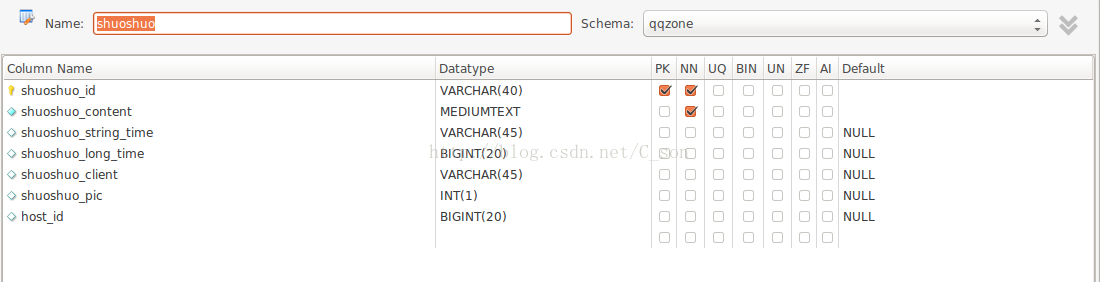 Name: shuoshuo Schema: qqzone
Column Name Datatype PK NN UQ BIN UN ZF AI Default
shuoshuo_id VARCHAR(40)
shuoshuo_content MEDIUMTEXT
shuoshuo_string_time VARCHAR(45) NULL
shuoshuo_long_time BIGINT(20) NULL
http://blog.csdn.net/C_son
shuoshuo_client VARCHAR(45) NULL
shuoshuo_pic INT(1) NULL
host_id BIGINT(20) NULL